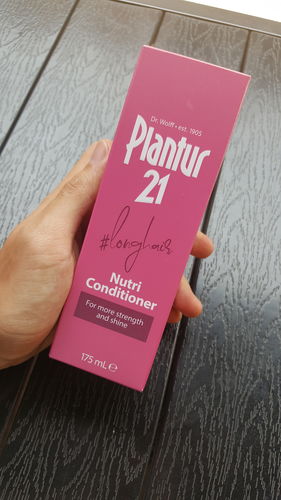 Dr. Wolff • est. 1905
Plantur
21
#longhair
Nutri
Conditioner
For more strength
and shine
175 mL ℮